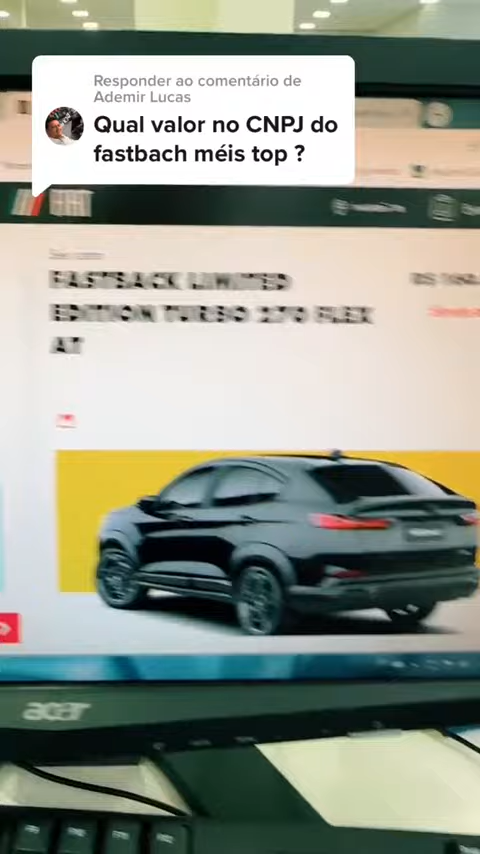 Responder ao comentário de
Ademir Lucas
Qual valor no CNPJ do
fastbach méis top ?
FIAT
FASTBACK LIMITED
EDITION TURBO 270 FLEX
AT
acer